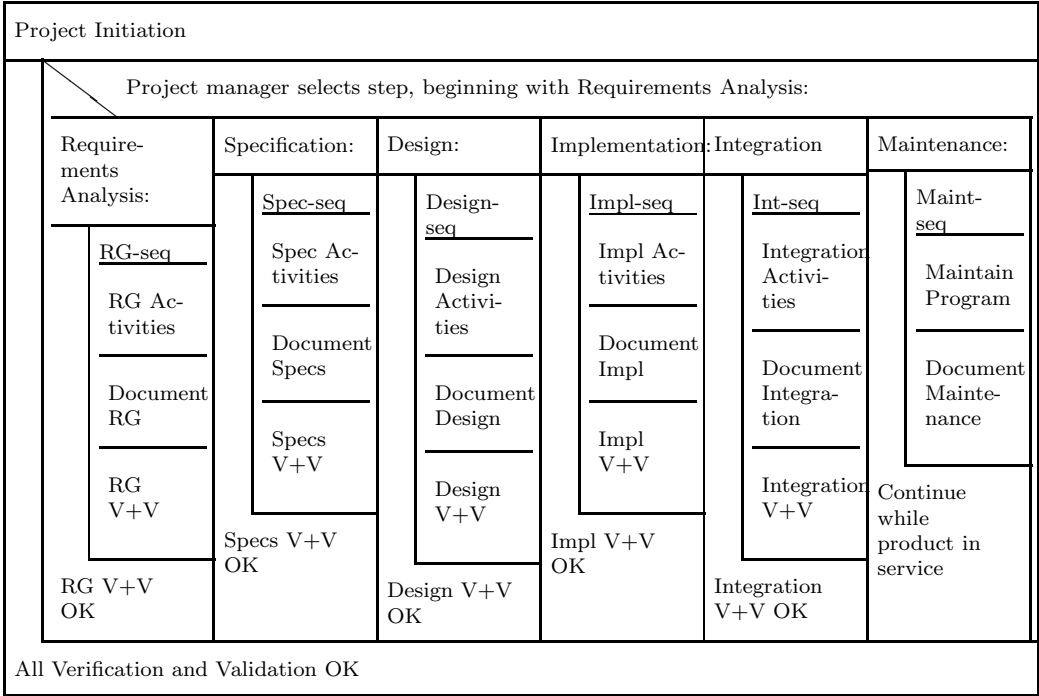 Project Initiation
Project manager selects step, beginning with Requirements Analysis:
Require-
ments
Analysis:
RG-seq
RG Ac-
tivities
Document
RG
RG
V+V
RG V+V
OK
Specification:
Spec-seq
Spec Ac-
tivities
Document
Specs
Specs
V+V
Specs V+V
OK
Design:
Design-
seq
Design
Activi-
ties
Document
Design
Design
V+V
Design V+V
OK
Implementation:
Impl-seq
Impl Ac-
tivities
Document
Impl
Impl
V+V
Impl V+V
OK
Integration
Int-seq
Integration
Activi-
ties
Document
Integra-
tion
Integration
V+V
Integration
V+V OK
Maintenance:
Maint-
seq
Maintain
Program
Document
Mainte-
nance
Continue
while
product in
service
All Verification and Validation OK